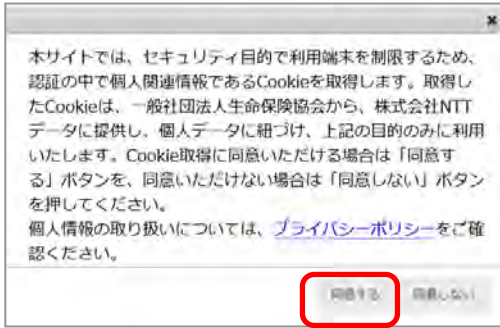 本サイトでは、セキュリティ目的で利用端末を制限するため、
認証の中で個人関連情報であるCookieを取得します。取得し
たCookieは、一般社団法人生命保険協会から、株式会社NTT
データに提供し、個人データに紐づけ、上記の目的のみに利用
いたします。Cookie取得に同意いただける場合は「同意す
る」ボタンを、同意いただけない場合は「同意しない」ボタン
を押してください。
個人情報の取り扱いについては、プライバシーポリシーをご確
認ください。
同意する 同意しない